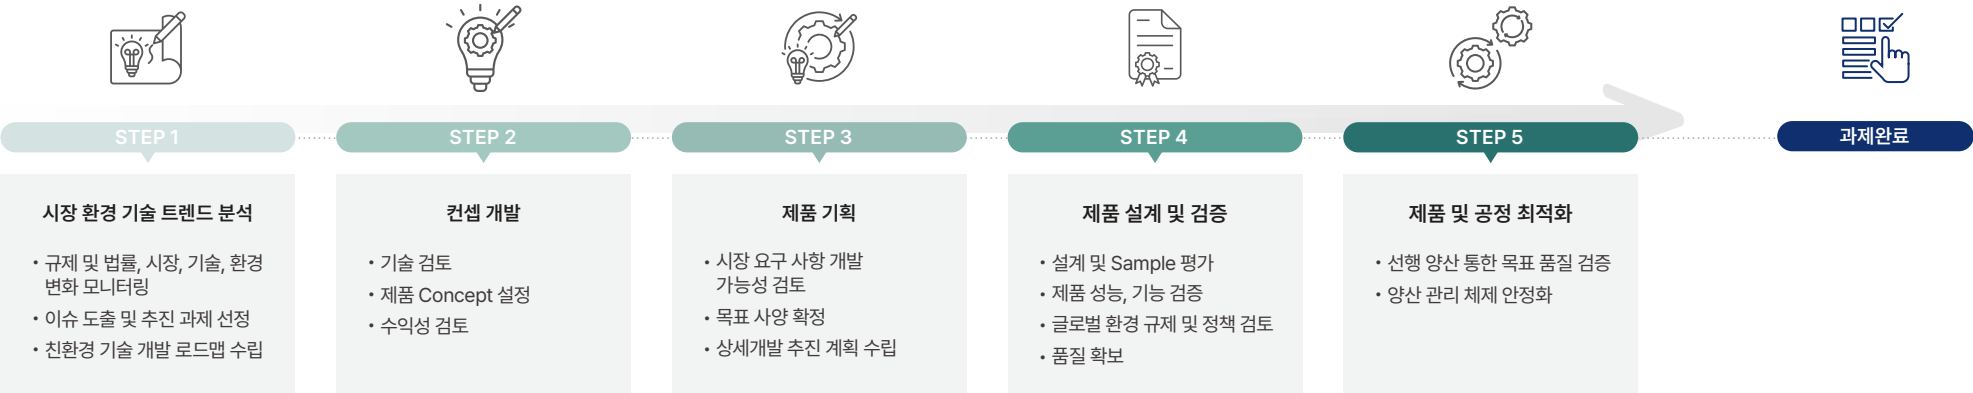 STEP 1
시장 환경 기술 트렌드 분석
• 규제 및 법률, 시장, 기술, 환경
변화 모니터링
• 이슈 도출 및 추진 과제 선정
• 친환경 기술 개발 로드맵 수립
STEP 2
컨셉 개발
• 기술 검토
• 제품 Concept 설정
• 수익성 검토
STEP 3
제품 기획
• 시장 요구 사항 개발
가능성 검토
• 목표 사양 확정
• 상세개발 추진 계획 수립
STEP 4
제품 설계 및 검증
• 설계 및 Sample 평가
• 제품 성능, 기능 검증
• 글로벌 환경 규제 및 정책 검토
• 품질 확보
STEP 5
제품 및 공정 최적화
• 선행 양산 통한 목표 품질 검증
• 양산 관리 체제 안정화
과제완료